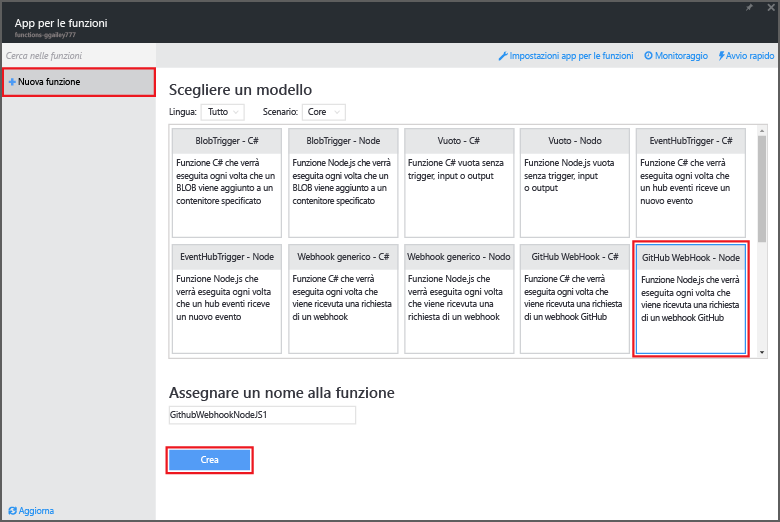 App per le funzioni
functions-ggailey777
Cerca nelle funzioni
Impostazioni app per le funzioni
Monitoraggio
Avvio rapido
Nuova funzione
Scegliere un modello
Lingua: Tutto
Scenario: Core
BlobTrigger - C#
Funzione C# che verrà
eseguita ogni volta che un
BLOB viene aggiunto a un
contenitore specificato
BlobTrigger - Node
Funzione Node.js che verrà
eseguita ogni volta che un
BLOB viene aggiunto a un
contenitore specificato
Vuoto - C#
Funzione C# vuota senza
trigger, input o output
Vuoto - Nodo
Funzione Node.js vuota
senza trigger, input
o output
EventHubTrigger - C#
Funzione C# che verrà
eseguita ogni volta che
un hub eventi riceve un
nuovo evento
EventHubTrigger - Node
Funzione Node.js che
verrà eseguita ogni volta
che un hub eventi riceve
un nuovo evento
Webhook generico - C#
Funzione C# che verrà
eseguita ogni volta che
viene ricevuta una richiesta
di un webhook
Webhook generico - Nodo
Funzione Node.js che
verrà eseguita ogni volta
che viene ricevuta una
richiesta di un webhook
GitHub WebHook - C#
Funzione C# che verrà
eseguita ogni volta che
viene ricevuta una richiesta
di un webhook GitHub
GitHub WebHook - Node
Funzione Node.js che verrà
eseguita ogni volta che
viene ricevuta una richiesta
di un webhook GitHub
Assegnare un nome alla funzione
GithubWebhookNodeJS1
Crea
Aggiorna